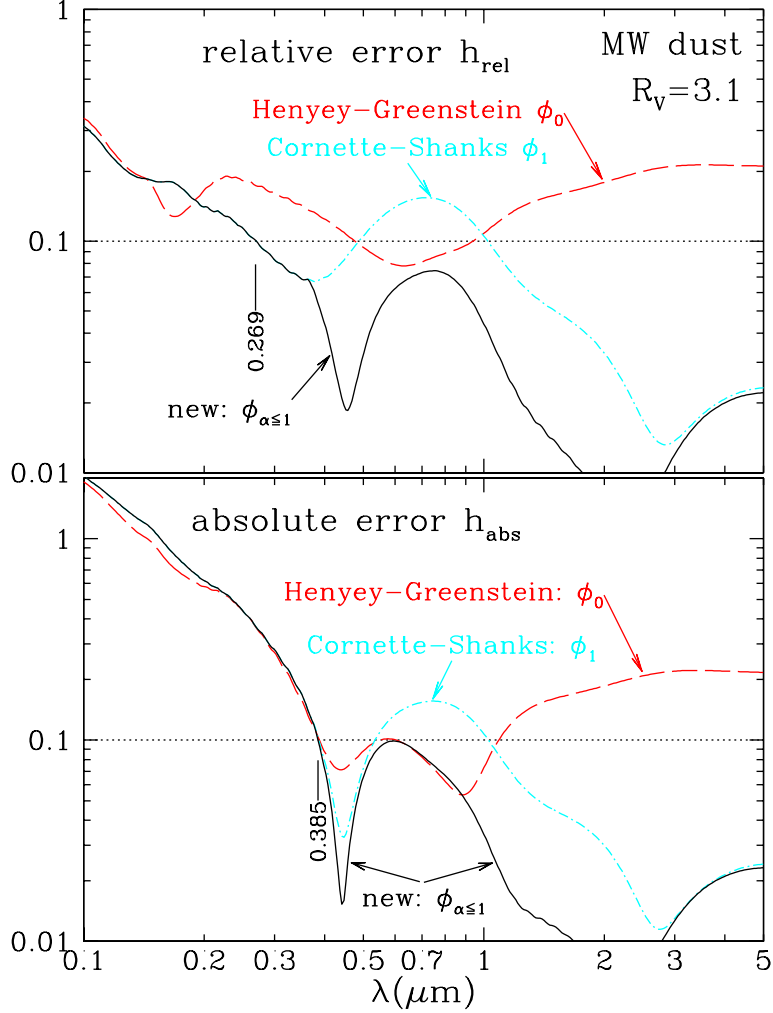 1
relative error h_rel
MW dust
R_V=3.1
Henyey-Greenstein ϕ_0
Cornette-Shanks ϕ_1
0.1
0.269
new: ϕ_α≦1
0.01
absolute error h_abs
1
Henyey-Greenstein: ϕ_0
Cornette-Shanks: ϕ_1
0.1
0.385
new: ϕ_α≦1
0.01
0.1 0.2 0.3 0.5 0.7 1 2 3 5
λ(μm)